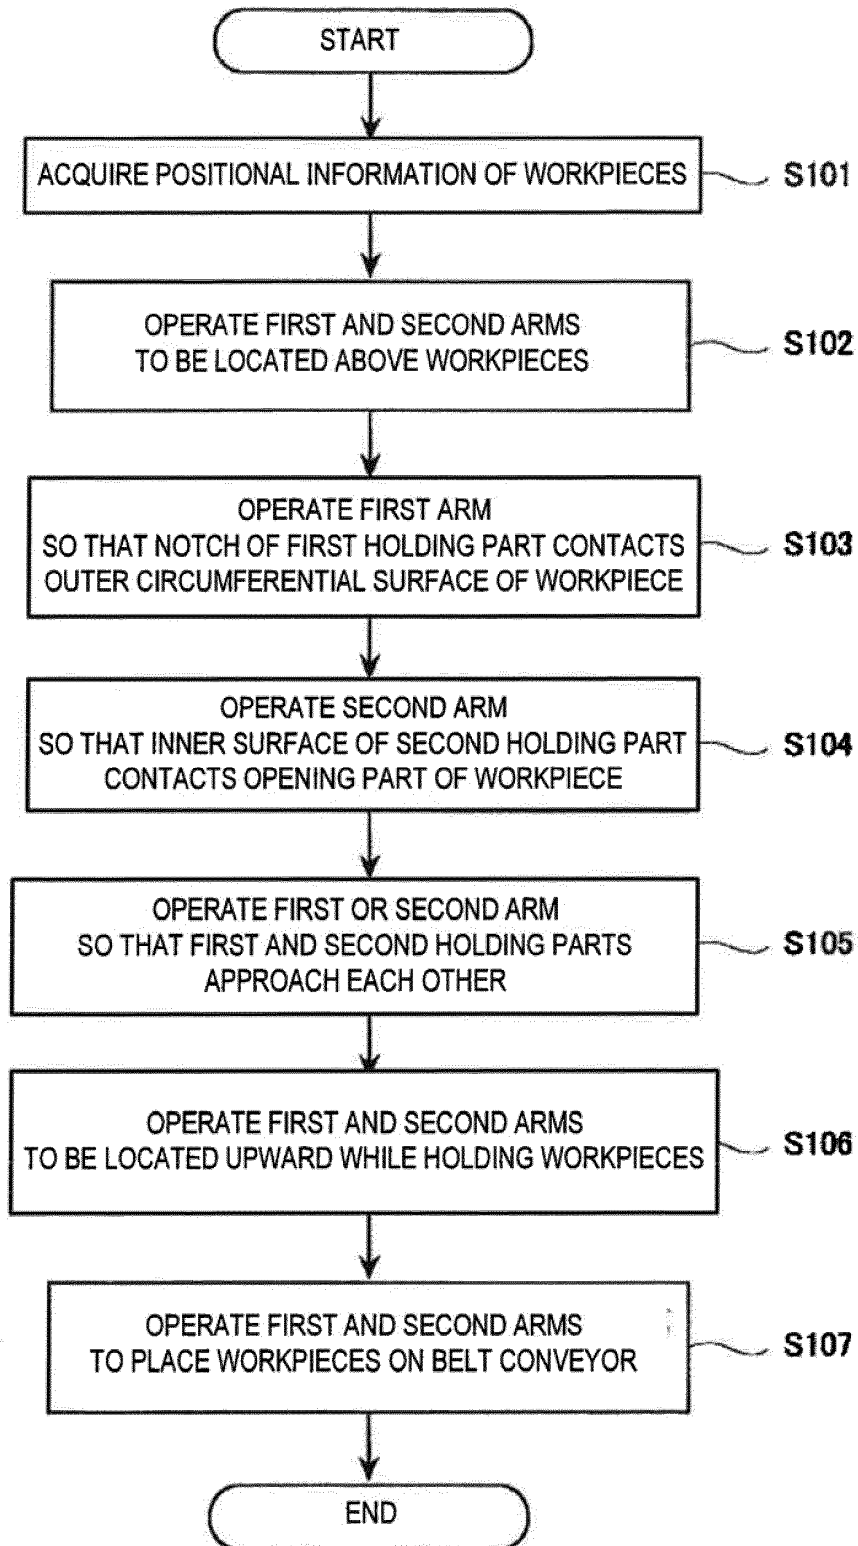 START
ACQUIRE POSITIONAL INFORMATION OF WORKPIECES
S101
OPERATE FIRST AND SECOND ARMS
TO BE LOCATED ABOVE WORKPIECES
S102
OPERATE FIRST ARM
SO THAT NOTCH OF FIRST HOLDING PART CONTACTS
OUTER CIRCUMFERENTIAL SURFACE OF WORKPIECE
S103
OPERATE SECOND ARM
SO THAT INNER SURFACE OF SECOND HOLDING PART
CONTACTS OPENING PART OF WORKPIECE
S104
OPERATE FIRST OR SECOND ARM
SO THAT FIRST AND SECOND HOLDING PARTS
APPROACH EACH OTHER
S105
OPERATE FIRST AND SECOND ARMS
TO BE LOCATED UPWARD WHILE HOLDING WORKPIECES
S106
OPERATE FIRST AND SECOND ARMS
TO PLACE WORKPIECES ON BELT CONVEYOR
S107
END